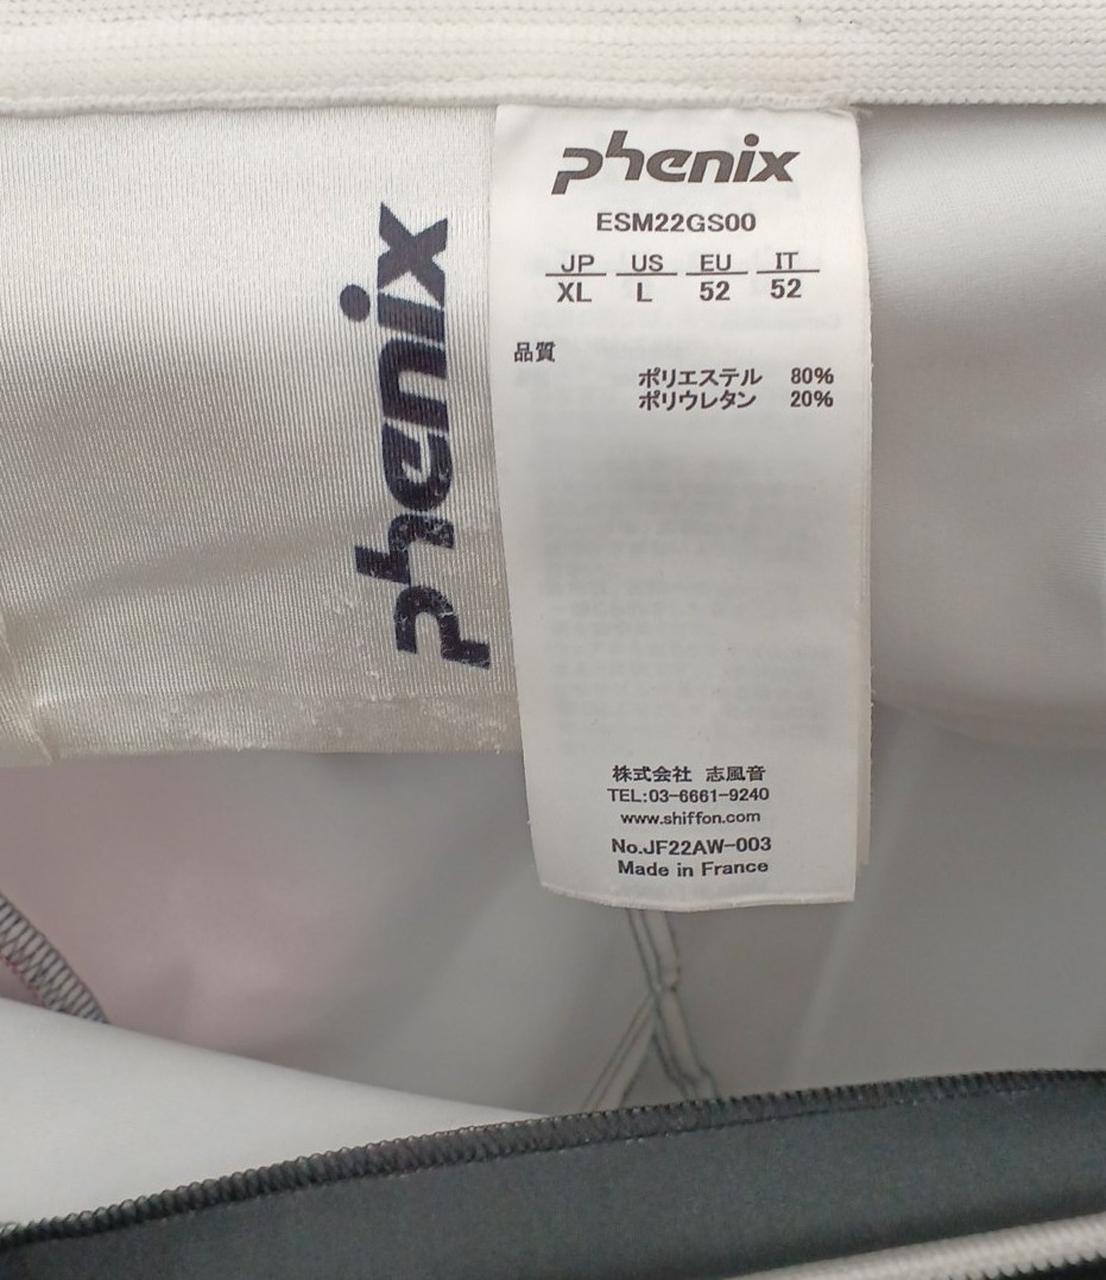 phenix
phenix
ESM22GS00
JP US EU IT
XL L 52 52
品質
ポリエステル 80%
ポリウレタン 20%
株式会社 志風音
TEL:03-6661-9240
www.shiffon.com
No.JF22AW-003
Made in France